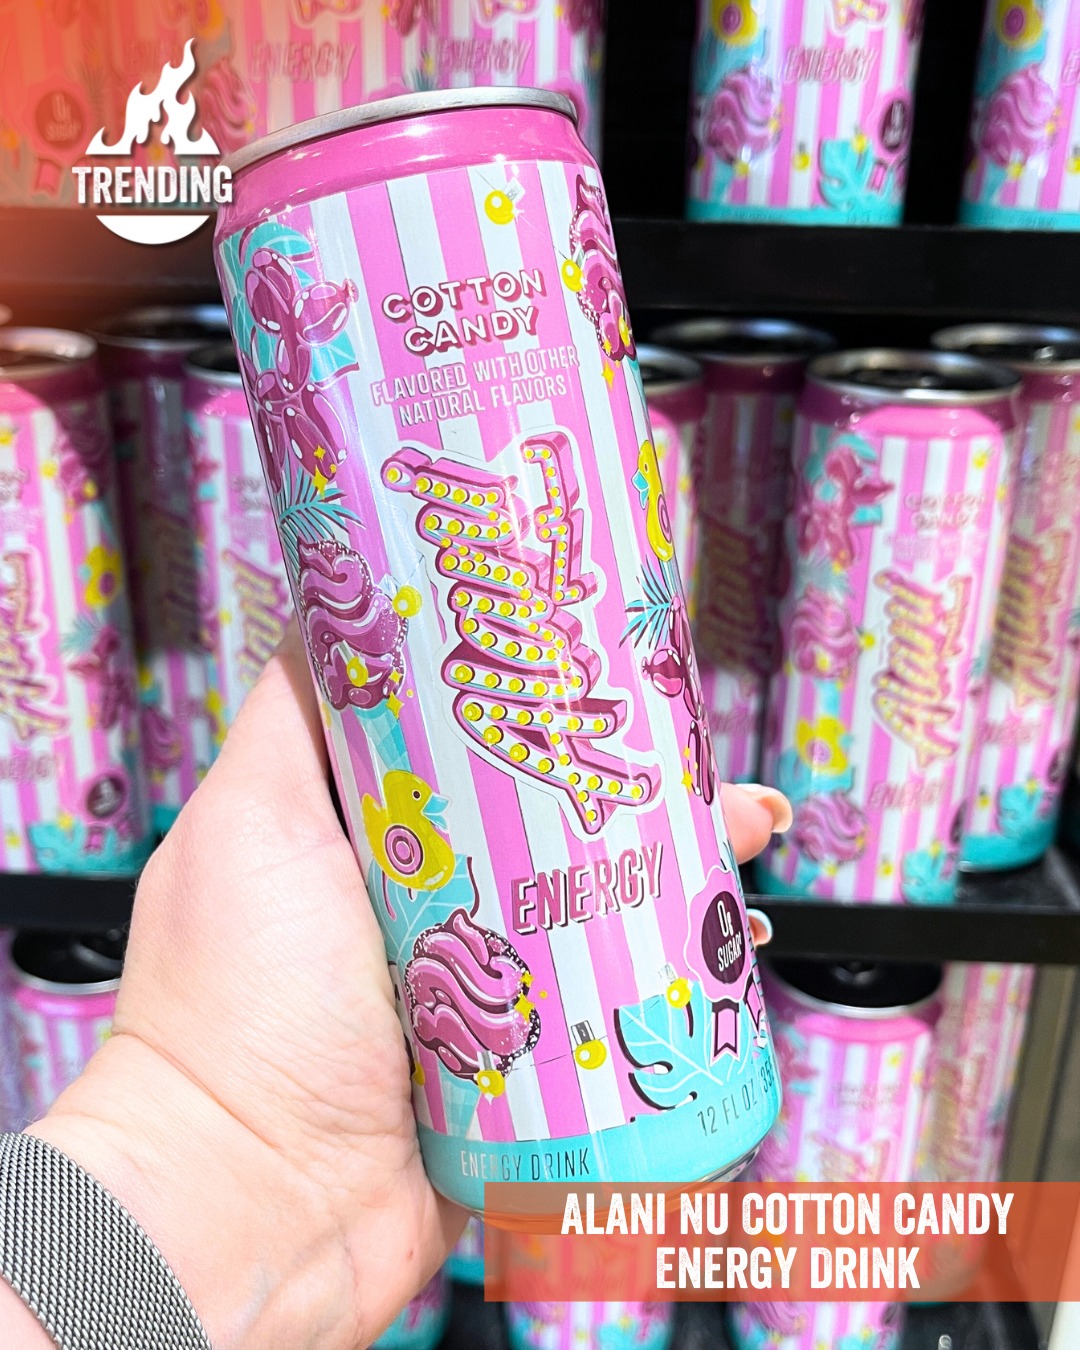 TRENDING
COTTON
CANDY
FLAVORED WITH OTHER
NATURAL FLAVORS
Alani
Nu
ENERGY
0g
SUGAR
12 FL OZ
ENERGY DRINK
ALANI NU COTTON CANDY
ENERGY DRINK